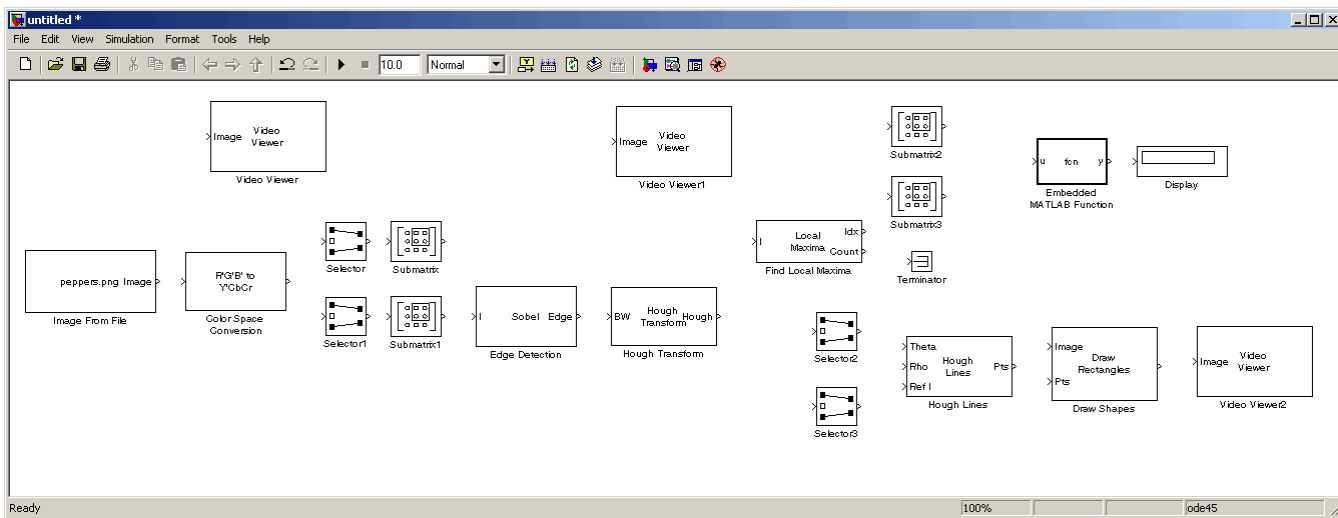 untitled *
File Edit View Simulation Format Tools Help
10.0 Normal
Image Video Viewer
Video Viewer
Image Video Viewer
Video Viewer1
Submatrix2
u fcn y
Embedded
MATLAB Function
Display
Submatrix3
peppers.png Image
Image From File
R'G'B' to
Y'CbCr
Color Space
Conversion
Selector
Submatrix
Selector1
Submatrix1
I Sobel Edge
Edge Detection
BW Hough Transform Hough
Hough Transform
I Local Maxima Idx Count
Find Local Maxima
Terminator
Selector2
Selector3
Theta
Rho
Ref I
Hough Lines
Pts
Hough Lines
Image
Pts
Draw Rectangles
Draw Shapes
Image Video Viewer
Video Viewer2
Ready 100% ode45